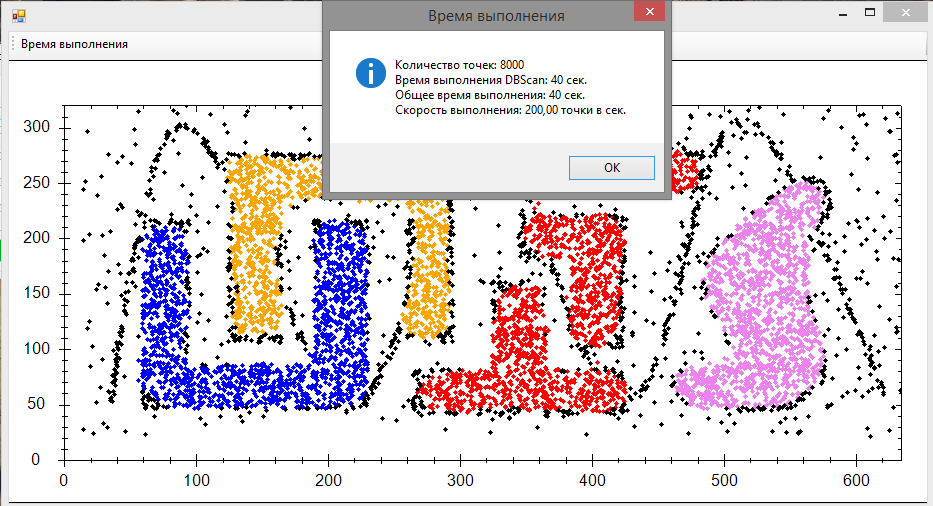 Время выполнения
Время выполнения
Количество точек: 8000
Время выполнения DBScan: 40 сек.
Общее время выполнения: 40 сек.
Скорость выполнения: 200,00 точки в сек.
OK
300
250
200
150
100
50
0
0 100 200 300 400 500 600